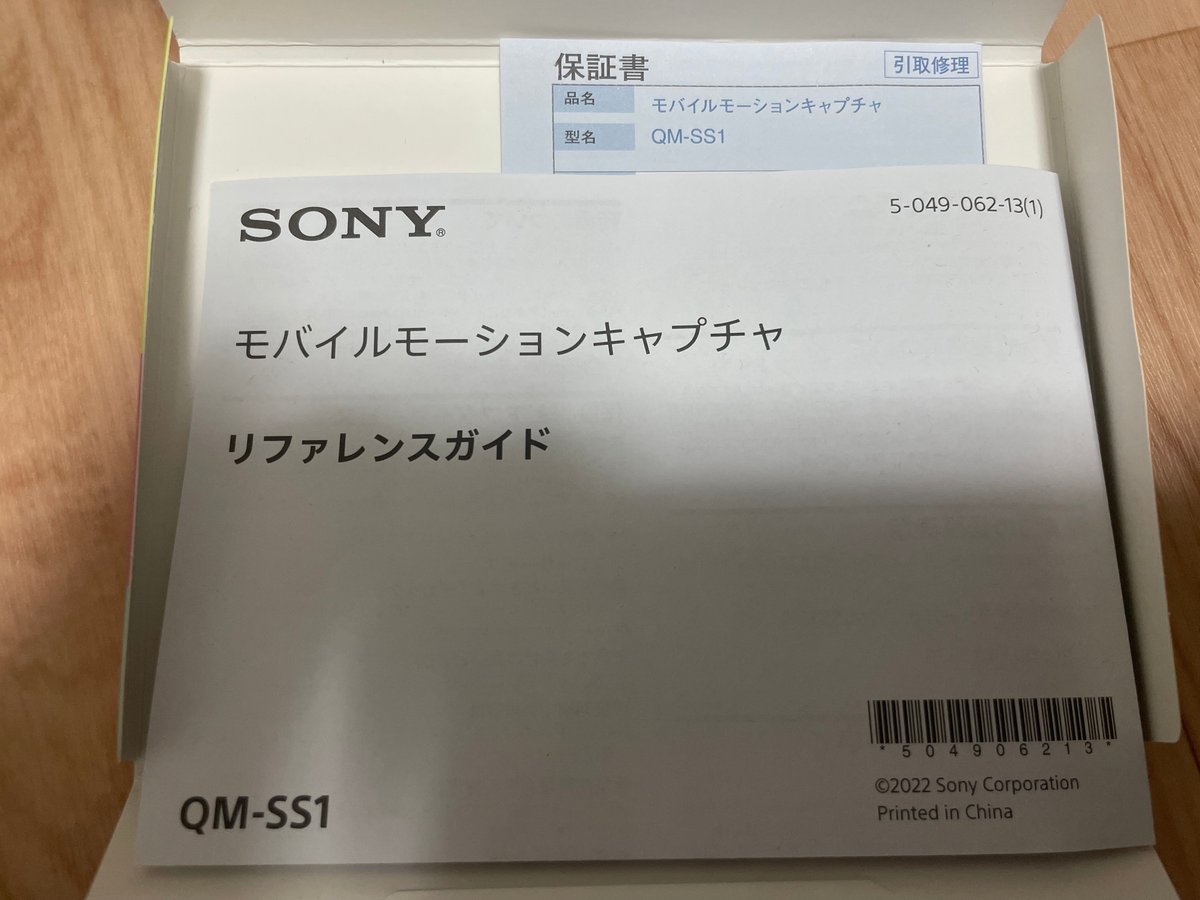 保証書
引取修理
品名 モバイルモーションキャプチャ
型名 QM-SS1
SONY®
5-049-062-13(1)
モバイルモーションキャプチャ
リファレンスガイド
*504906213*
©2022 Sony Corporation
Printed in China
QM-SS1